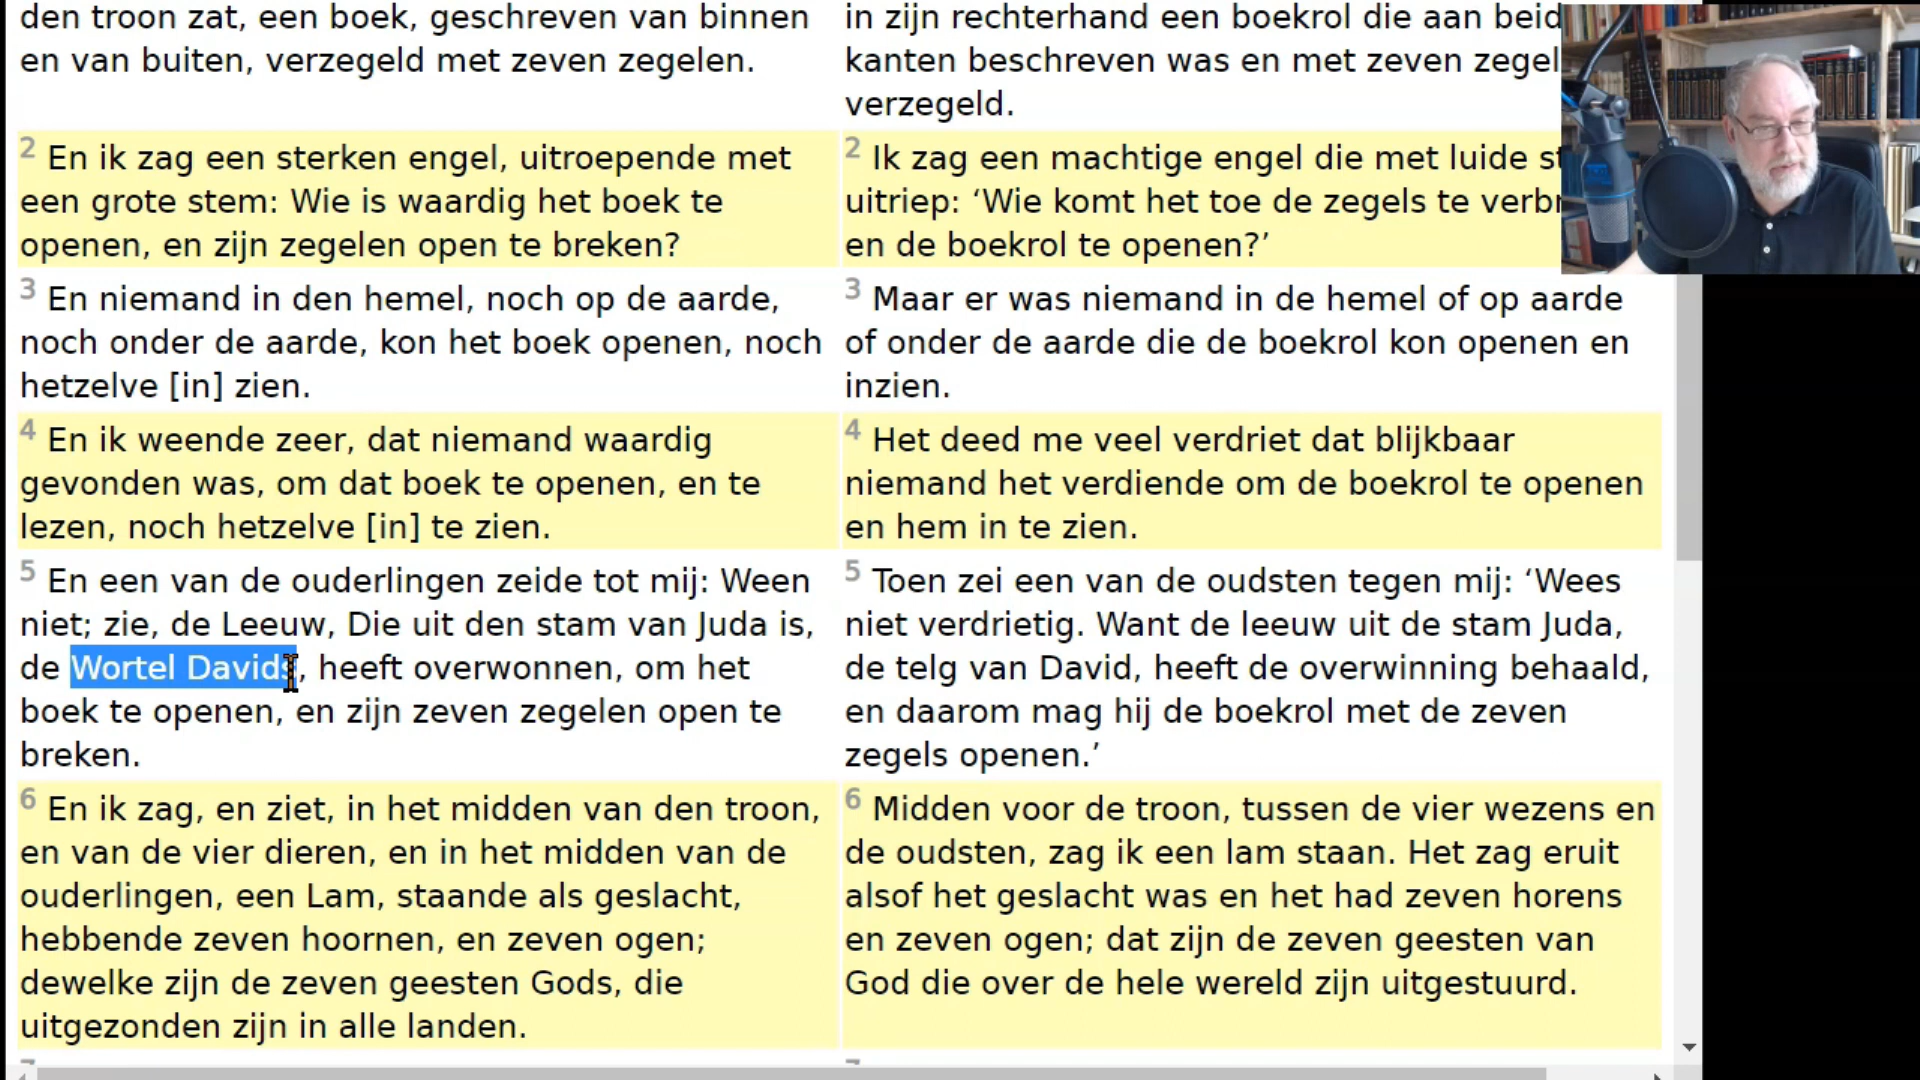 den troon zat, een boek, geschreven van binnen
en van buiten, verzegeld met zeven zegelen.
2 En ik zag een sterken engel, uitroepende met
een grote stem: Wie is waardig het boek te
openen, en zijn zegelen open te breken?
3 En niemand in den hemel, noch op de aarde,
noch onder de aarde, kon het boek openen, noch
hetzelve [in] zien.
4 En ik weende zeer, dat niemand waardig
gevonden was, om dat boek te openen, en te
lezen, noch hetzelve [in] te zien.
5 En een van de ouderlingen zeide tot mij: Ween
niet; zie, de Leeuw, Die uit den stam van Juda is,
de Wortel Davids, heeft overwonnen, om het
boek te openen, en zijn zeven zegelen open te
breken.
6 En ik zag, en ziet, in het midden van den troon,
en van de vier dieren, en in het midden van de
ouderlingen, een Lam, staande als geslacht,
hebbende zeven hoornen, en zeven ogen;
dewelke zijn de zeven geesten Gods, die
uitgezonden zijn in alle landen.
in zijn rechterhand een boekrol die aan beid
kanten beschreven was en met zeven zegel
verzegeld.
2 Ik zag een machtige engel die met luide st
uitriep: ‘Wie komt het toe de zegels te verbr
en de boekrol te openen?’
3 Maar er was niemand in de hemel of op aarde
of onder de aarde die de boekrol kon openen en
inzien.
4 Het deed me veel verdriet dat blijkbaar
niemand het verdiende om de boekrol te openen
en hem in te zien.
5 Toen zei een van de oudsten tegen mij: ‘Wees
niet verdrietig. Want de leeuw uit de stam Juda,
de telg van David, heeft de overwinning behaald,
en daarom mag hij de boekrol met de zeven
zegels openen.’
6 Midden voor de troon, tussen de vier wezens en
de oudsten, zag ik een lam staan. Het zag eruit
alsof het geslacht was en het had zeven horens
en zeven ogen; dat zijn de zeven geesten van
God die over de hele wereld zijn uitgestuurd.